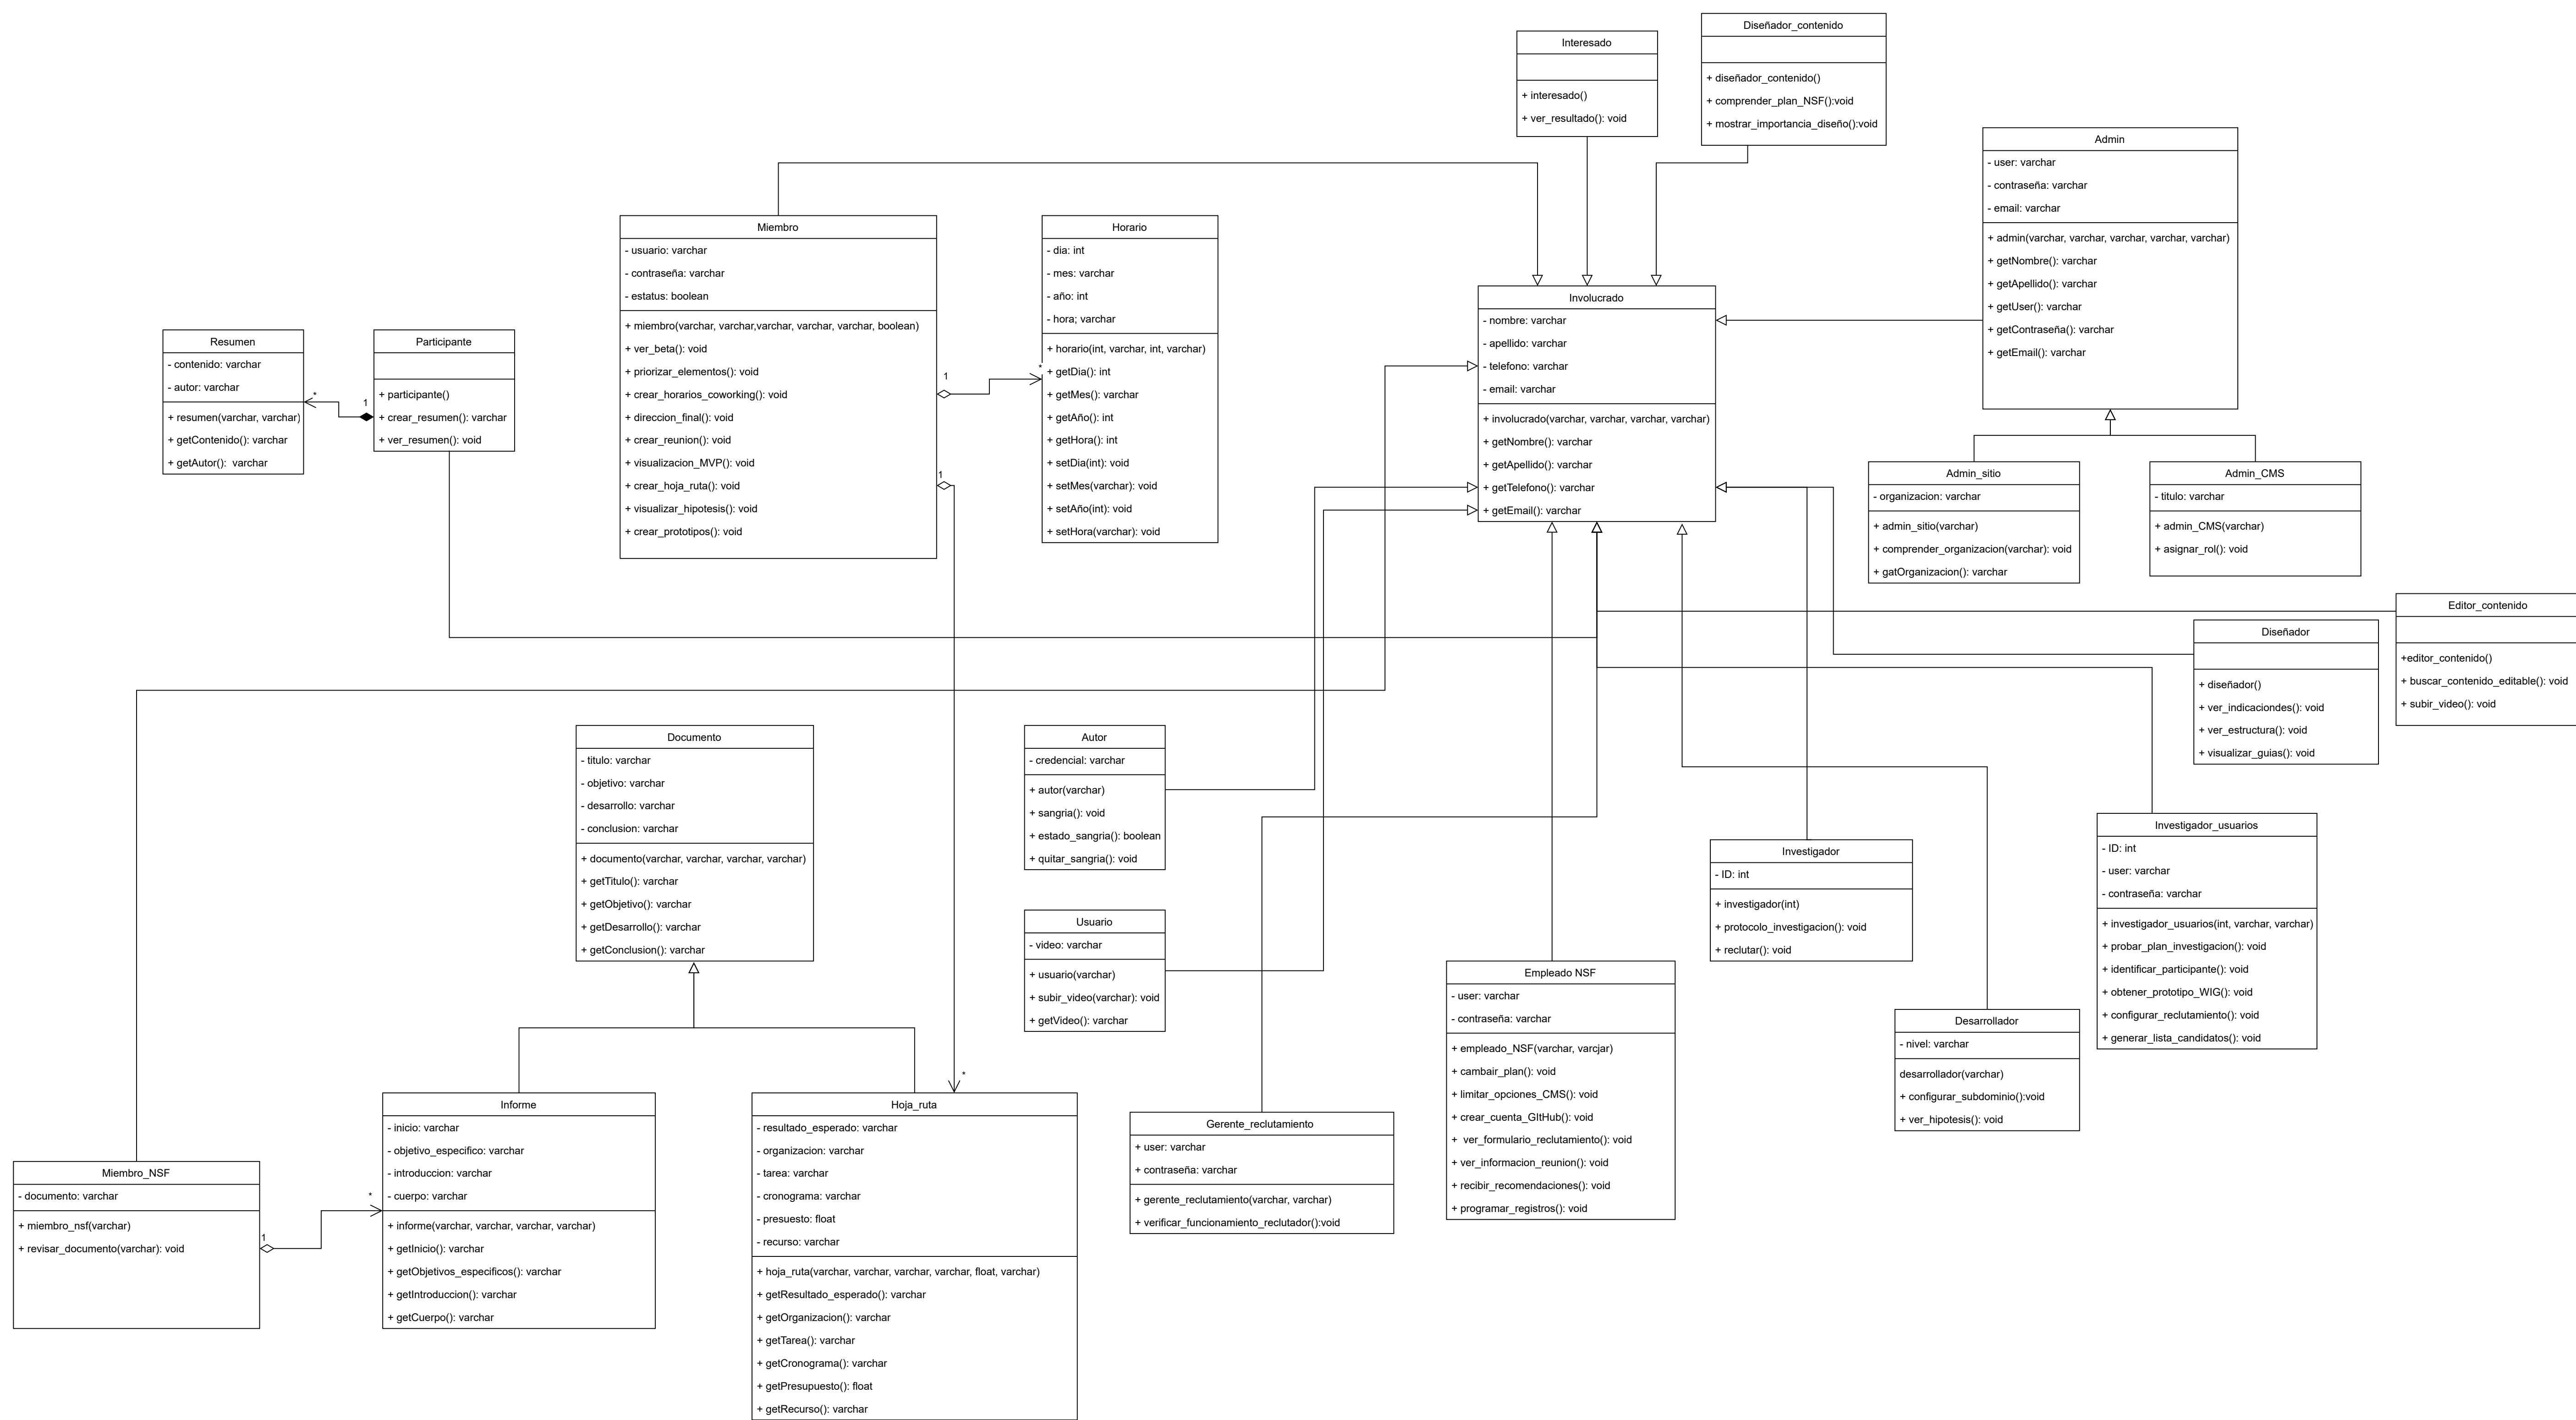 Interesado
+ interesado()
+ ver_resultado(): void
Diseñador_contenido
+ diseñador_contenido()
+ comprender_plan_NSF():void
+ mostrar_importancia_diseño():void
Admin
- user: varchar
- contraseña: varchar
- email: varchar
+ admin(varchar, varchar, varchar, varchar, varchar)
+ getNombre(): varchar
+ getApellido(): varchar
+ getUser(): varchar
+ getContraseña(): varchar
+ getEmail(): varchar
Miembro
- usuario: varchar
- contraseña: varchar
- estatus: boolean
+ miembro(varchar, varchar,varchar, varchar, varchar, boolean)
+ ver_beta(): void
+ priorizar_elementos(): void
+ crear_horarios_coworking(): void
+ direccion_final(): void
+ crear_reunion(): void
+ visualizacion_MVP(): void
+ crear_hoja_ruta(): void
+ visualizar_hipotesis(): void
+ crear_prototipos(): void
1
*
1
*
Horario
- dia: int
- mes: varchar
- año: int
- hora; varchar
+ horario(int, varchar, int, varchar)
+ getDia(): int
+ getMes(): varchar
+ getAño(): int
+ getHora(): int
+ setDia(int): void
+ setMes(varchar): void
+ setAño(int): void
+ setHora(varchar): void
Involucrado
- nombre: varchar
- apellido: varchar
- telefono: varchar
- email: varchar
+ involucrado(varchar, varchar, varchar, varchar)
+ getNombre(): varchar
+ getApellido(): varchar
+ getTelefono(): varchar
+ getEmail(): varchar
Resumen
- contenido: varchar
- autor: varchar
+ resumen(varchar, varchar)
+ getContenido(): varchar
+ getAutor():  varchar
*
1
Participante
+ participante()
+ crear_resumen(): varchar
+ ver_resumen(): void
Admin_sitio
- organizacion: varchar
+ admin_sitio(varchar)
+ comprender_organizacion(varchar): void
+ gatOrganizacion(): varchar
Admin_CMS
- titulo: varchar
+ admin_CMS(varchar)
+ asignar_rol(): void
Editor_contenido
+editor_contenido()
+ buscar_contenido_editable(): void
+ subir_video(): void
Diseñador
+ diseñador()
+ ver_indicaciondes(): void
+ ver_estructura(): void
+ visualizar_guias(): void
Documento
- titulo: varchar
- objetivo: varchar
- desarrollo: varchar
- conclusion: varchar
+ documento(varchar, varchar, varchar, varchar)
+ getTitulo(): varchar
+ getObjetivo(): varchar
+ getDesarrollo(): varchar
+ getConclusion(): varchar
Autor
- credencial: varchar
+ autor(varchar)
+ sangria(): void
+ estado_sangria(): boolean
+ quitar_sangria(): void
Usuario
- video: varchar
+ usuario(varchar)
+ subir_video(varchar): void
+ getVideo(): varchar
Investigador
- ID: int
+ investigador(int)
+ protocolo_investigacion(): void
+ reclutar(): void
Investigador_usuarios
- ID: int
- user: varchar
- contraseña: varchar
+ investigador_usuarios(int, varchar, varchar)
+ probar_plan_investigacion(): void
+ identificar_participante(): void
+ obtener_prototipo_WIG(): void
+ configurar_reclutamiento(): void
+ generar_lista_candidatos(): void
Empleado NSF
- user: varchar
- contraseña: varchar
+ empleado_NSF(varchar, varcjar)
+ cambair_plan(): void
+ limitar_opciones_CMS(): void
+ crear_cuenta_GItHub(): void
+  ver_formulario_reclutamiento(): void
+ ver_informacion_reunion(): void
+ recibir_recomendaciones(): void
+ programar_registros(): void
Desarrollador
- nivel: varchar
desarrollador(varchar)
+ configurar_subdominio():void
+ ver_hipotesis(): void
Gerente_reclutamiento
+ user: varchar
+ contraseña: varchar
+ gerente_reclutamiento(varchar, varchar)
+ verificar_funcionamiento_reclutador():void
Miembro_NSF
- documento: varchar
+ miembro_nsf(varchar)
+ revisar_documento(varchar): void
1
*
Informe
- inicio: varchar
- objetivo_especifico: varchar
- introduccion: varchar
- cuerpo: varchar
+ informe(varchar, varchar, varchar, varchar)
+ getInicio(): varchar
+ getObjetivos_especificos(): varchar
+ getIntroduccion(): varchar
+ getCuerpo(): varchar
Hoja_ruta
- resultado_esperado: varchar
- organizacion: varchar
- tarea: varchar
- cronograma: varchar
- presuesto: float
- recurso: varchar
+ hoja_ruta(varchar, varchar, varchar, varchar, float, varchar)
+ getResultado_esperado(): varchar
+ getOrganizacion(): varchar
+ getTarea(): varchar
+ getCronograma(): varchar
+ getPresupuesto(): float
+ getRecurso(): varchar